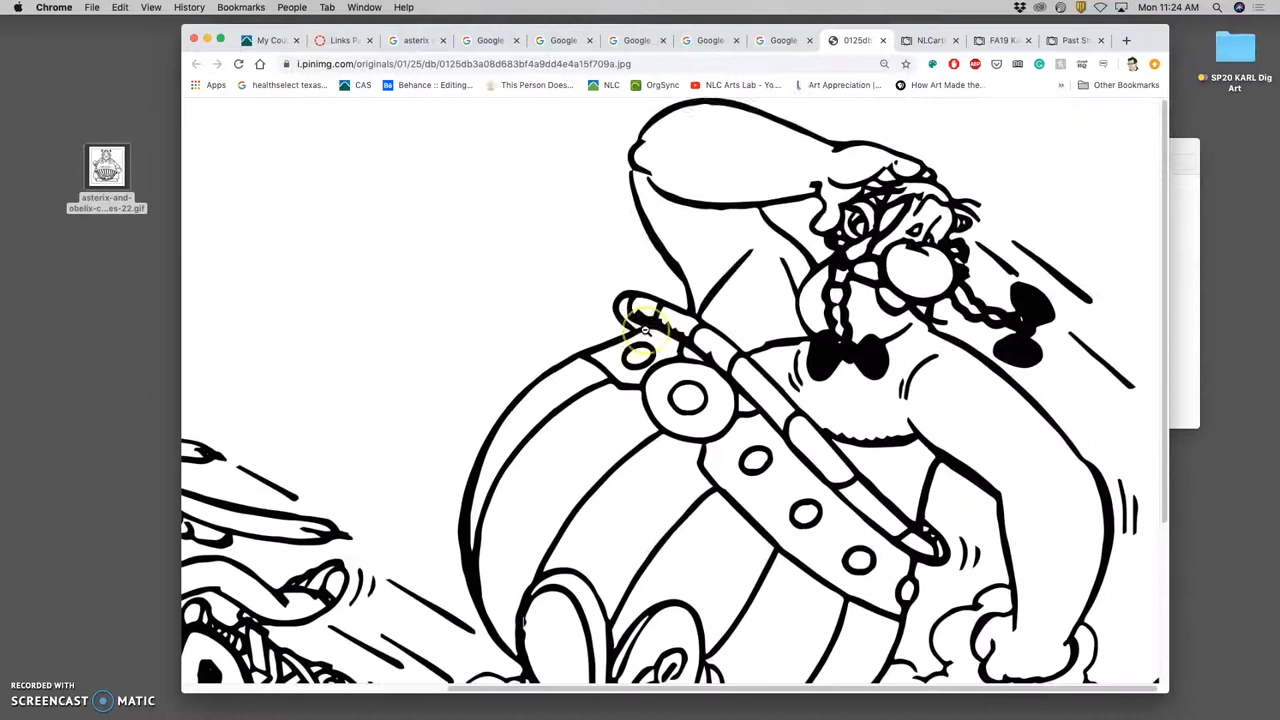 Chrome File Edit View History Bookmarks People Tab Window Help
Mon 11:24 AM
My Cou
Links Pa
asterix
Google
Google
Google
Google
Google
0125db
NLCart
FA19 Ka
Past Sh
i.pinimg.com/originals/01/25/db/0125db3a08d683bf4a9dd4e4a15f709a.jpg
Apps
healthselect texas...
CAS
Behance :: Editing...
This Person Does...
NLC
OrgSync
NLC Arts Lab - Yo...
Art Appreciation |...
How Art Made the...
»
Other Bookmarks
SP20 KARL Dig
Art
asterix-and-
obelix-c...es-22.gif
RECORDED WITH
SCREENCAST MATIC